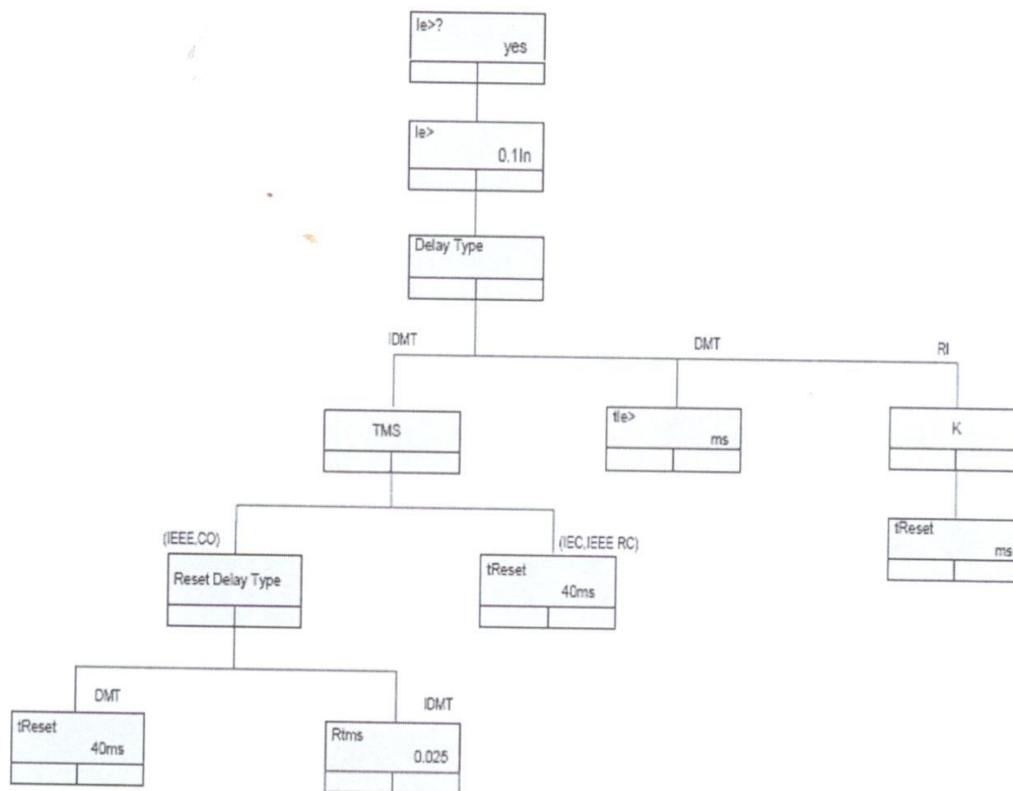 Ie>?
yes
Ie>
0.1In
Delay Type
IDMT
DMT
RI
TMS
tIe>
ms
K
(IEEE,CO)
(IEC,IEEE RC)
tReset
ms
Reset Delay Type
tReset
40ms
DMT
IDMT
tReset
40ms
Rtms
0.025